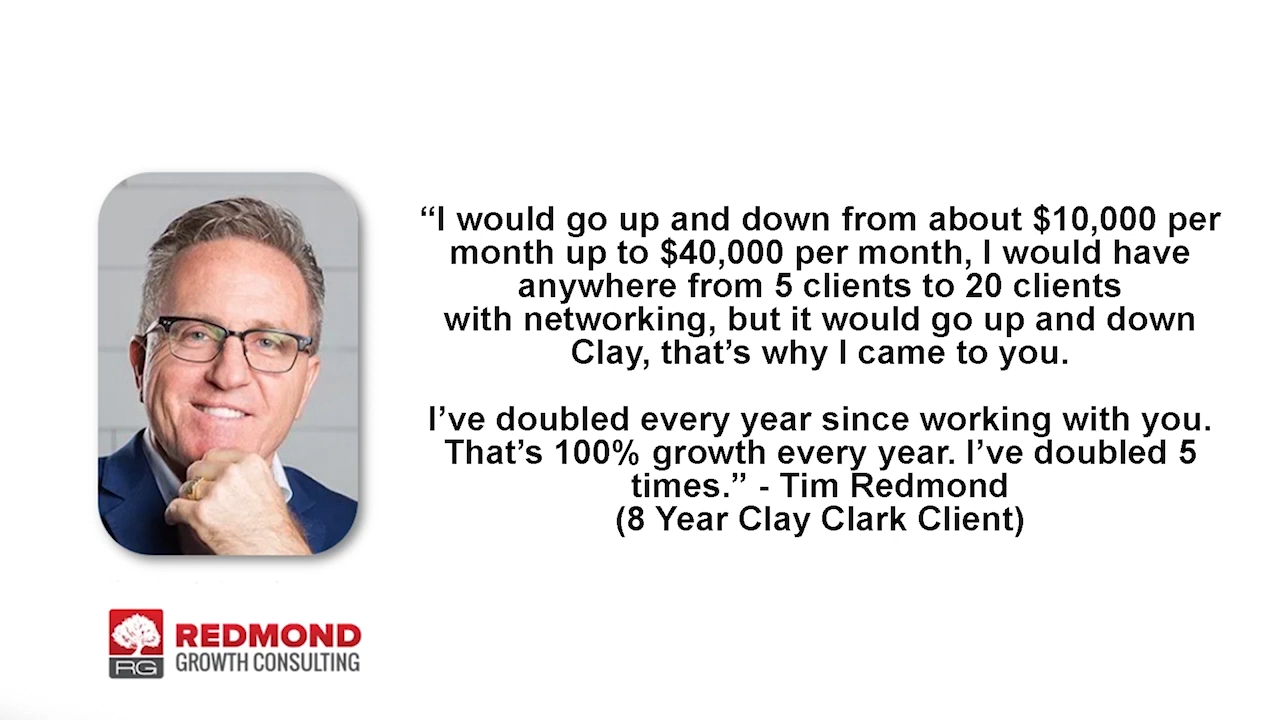 “I would go up and down from about $10,000 per
month up to $40,000 per month, I would have
anywhere from 5 clients to 20 clients
with networking, but it would go up and down
Clay, that’s why I came to you.
I’ve doubled every year since working with you.
That’s 100% growth every year. I’ve doubled 5
times.” - Tim Redmond
(8 Year Clay Clark Client)
RG
REDMOND
GROWTH CONSULTING